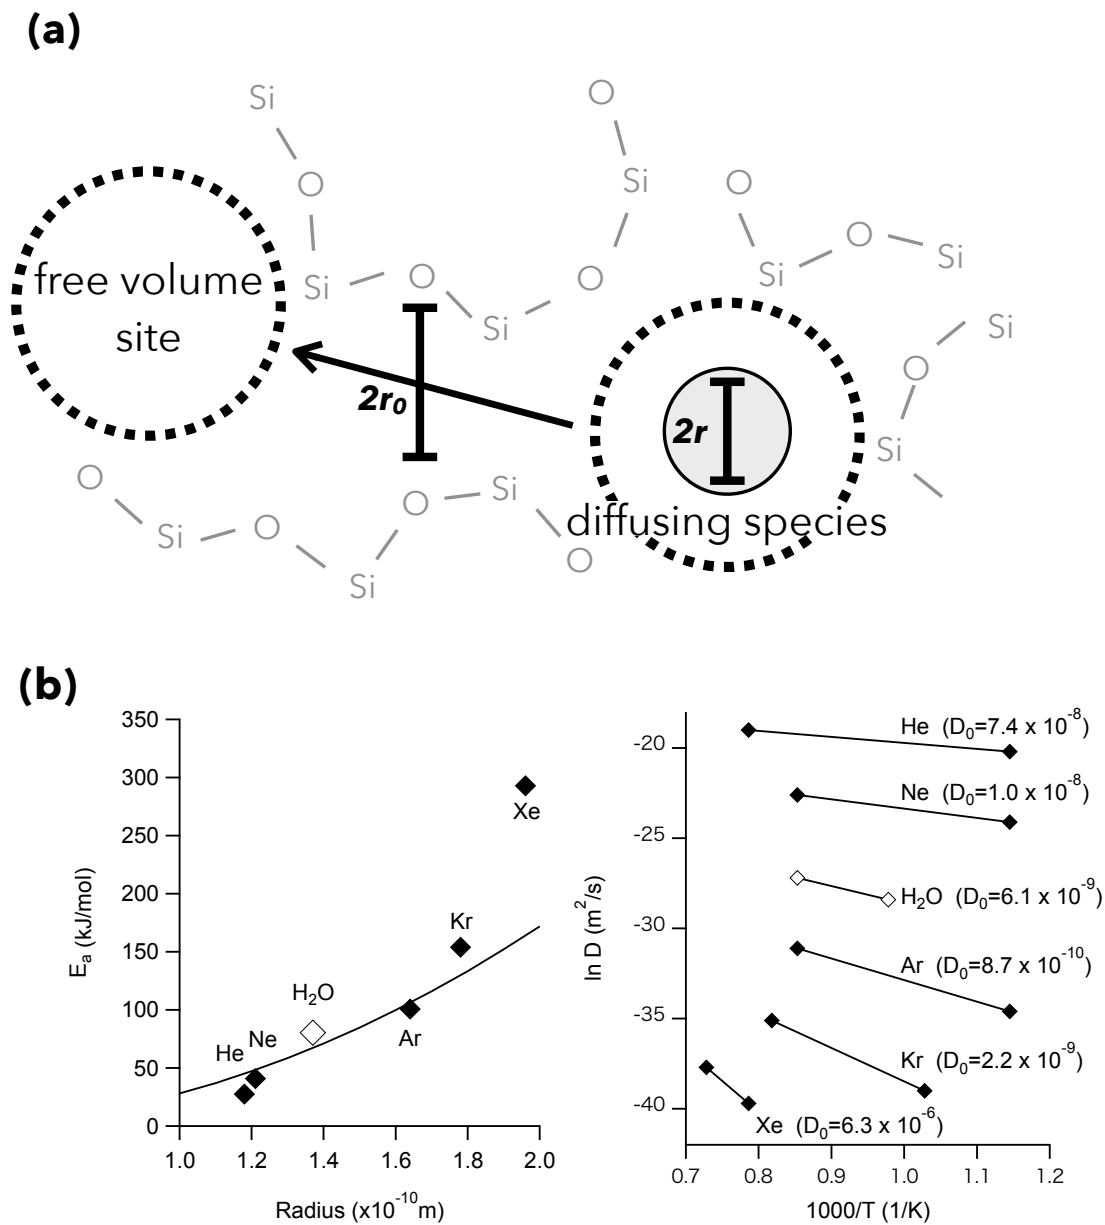 (a)
Si
O
O
Si
O
O
O
Si
free volume
site
Si
O
O
Si
Si
Si
Si
O
2r₀
2r
Si
O
O
Si
diffusing species
Si
O
Si
O
(b)
350
300
250
200
150
100
50
0
Eₐ (kJ/mol)
Xe
Kr
H₂O
He
Ne
Ar
1.0
1.2
1.4
1.6
1.8
2.0
Radius (x10⁻¹⁰m)
-20
-25
-30
-35
-40
ln D (m²/s)
He (D₀=7.4 x 10⁻⁸)
Ne (D₀=1.0 x 10⁻⁸)
H₂O (D₀=6.1 x 10⁻⁹)
Ar (D₀=8.7 x 10⁻¹⁰)
Kr (D₀=2.2 x 10⁻⁹)
Xe (D₀=6.3 x 10⁻⁶)
0.7
0.8
0.9
1.0
1.1
1.2
1000/T (1/K)